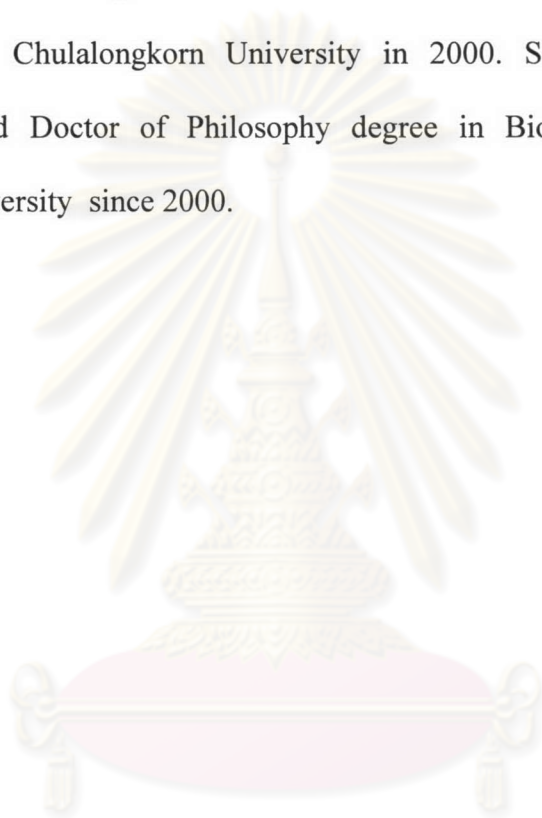 Chulalongkorn University in 2000. S
d Doctor of Philosophy degree in Bio
ersity since 2000.